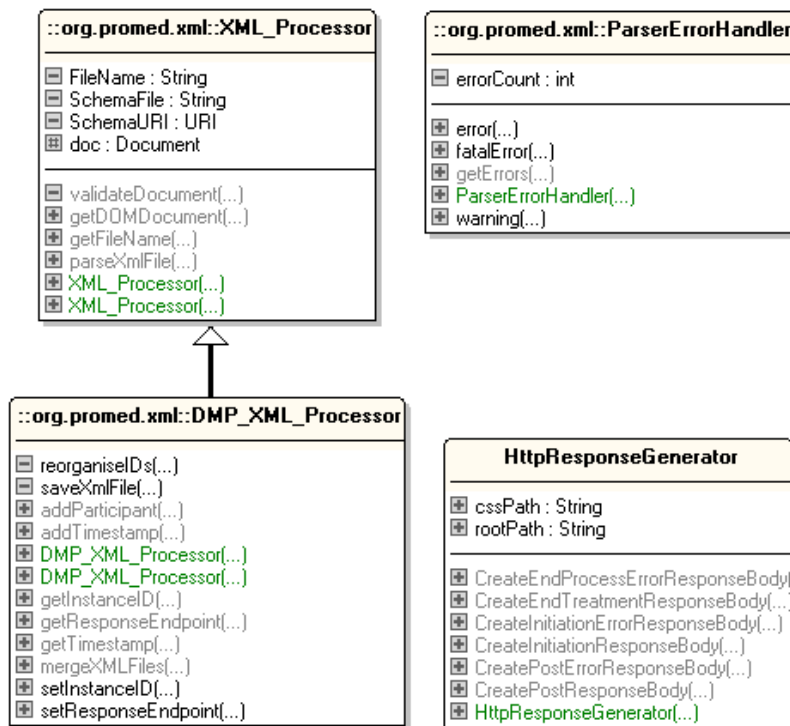 ::org.promed.xml::XML_Processor
FileName : String
SchemaFile : String
SchemaURI : URI
doc : Document
validateDocument(...)
getDOMDocument(...)
getFileName(...)
parseXmlFile(...)
XML_Processor(...)
XML_Processor(...)
::org.promed.xml::ParserErrorHandler
errorCount : int
error(...)
fatalError(...)
getErrors(...)
ParserErrorHandler(...)
warning(...)
::org.promed.xml::DMP_XML_Processor
reorganiseIDs(...)
saveXmlFile(...)
addParticipant(...)
addTimestamp(...)
DMP_XML_Processor(...)
DMP_XML_Processor(...)
getInstanceID(...)
getResponseEndpoint(...)
getTimestamp(...)
mergeXMLFiles(...)
setInstanceID(...)
setResponseEndpoint(...)
HttpResponseGenerator
cssPath : String
rootPath : String
CreateEndProcessErrorResponseBody(
CreateEndTreatmentResponseBody(...)
CreateInitiationErrorResponseBody(...)
CreateInitiationResponseBody(...)
CreatePostErrorResponseBody(...)
CreatePostResponseBody(...)
HttpResponseGenerator(...)